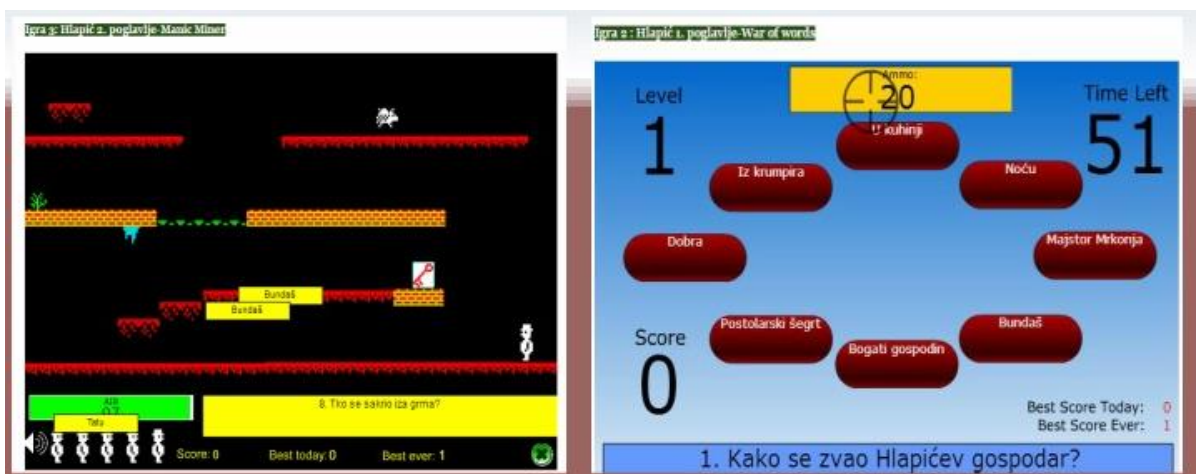 Igra 3: Hlapić 2. poglavlje-Manic Miner
Bundaš
Bundaš
AIR
97
8. Tko se sakrio iza grma?
Tata
Score: 0 Best today: 0 Best ever: 1
Igra 2 : Hlapić 1. poglavlje-War of words
Level
1
Ammo:
20
Time Left
51
U kuhinji
Iz krumpira
Noću
Dobra
Majstor Mrkonja
Postolarski šegrt
Bogati gospodin
Bundaš
Score
0
Best Score Today: 0
Best Score Ever: 1
1. Kako se zvao Hlapićev gospodar?